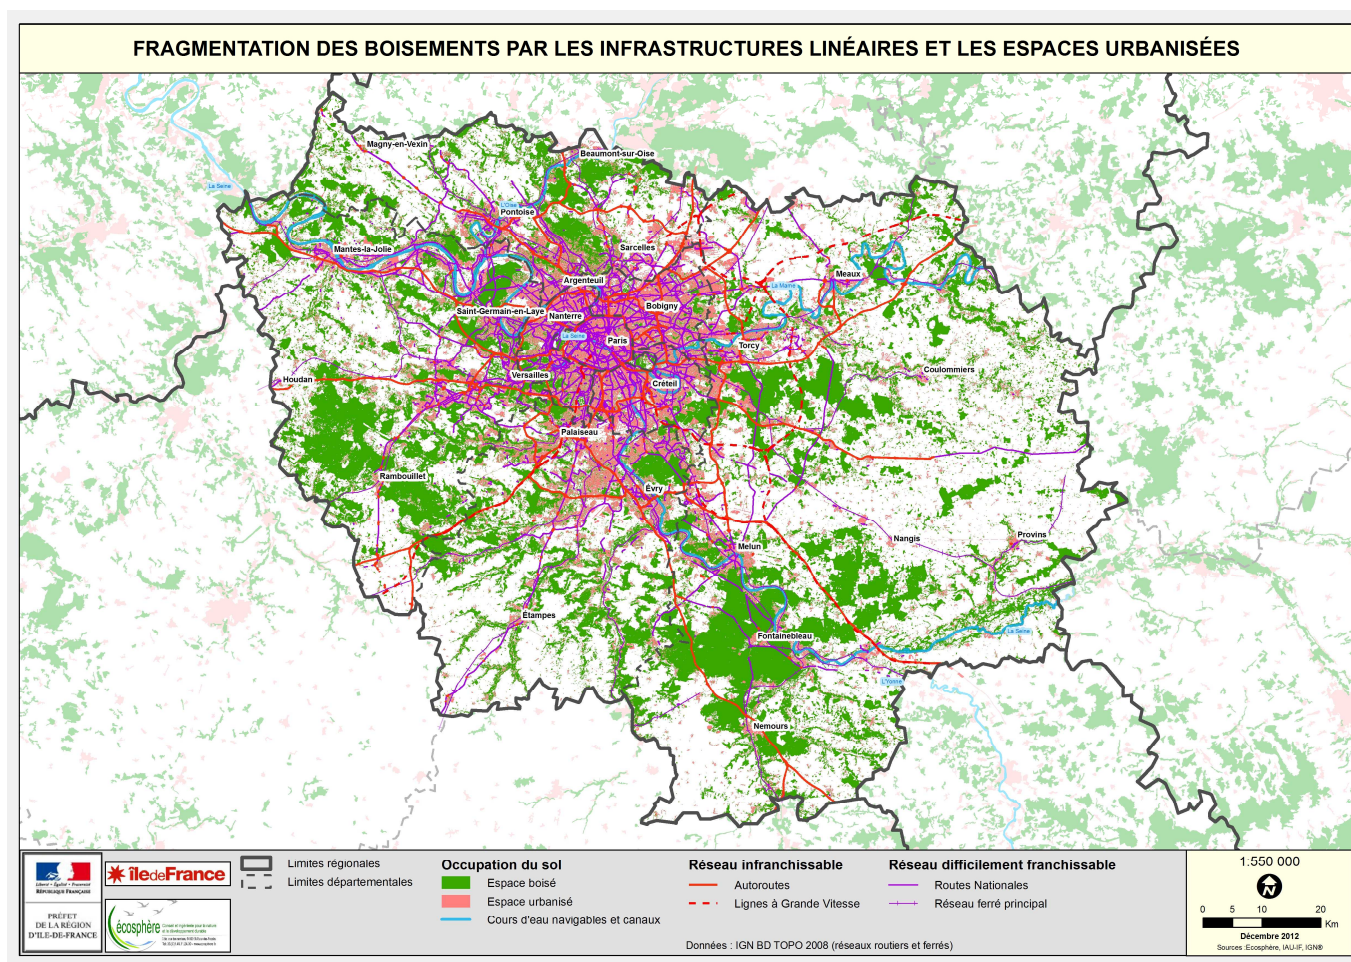 FRAGMENTATION DES BOISEMENTS PAR LES INFRASTRUCTURES LINÉAIRES ET LES ESPACES URBANISÉES
Magny-en-Vexin
Beaumont-sur-Oise
La Seine
L'Oise
Pontoise
Mantes-la-Jolie
Sarcelles
Meaux
Argenteuil
La Marne
Saint-Germain-en-Laye
Nanterre
Bobigny
La Seine
Paris
Torcy
Houdan
Versailles
Créteil
Coulommiers
Palaiseau
Rambouillet
Évry
Melun
Nangis
Provins
Étampes
Fontainebleau
La Seine
L'Yonne
Nemours
Liberté • Égalité • Fraternité
RÉPUBLIQUE FRANÇAISE
PRÉFET
DE LA RÉGION
D'ILE-DE-FRANCE
îledeFrance
écosphère
Limites régionales
Limites départementales
Occupation du sol
Espace boisé
Espace urbanisé
Cours d'eau navigables et canaux
Réseau infranchissable
Autoroutes
Lignes à Grande Vitesse
Réseau difficilement franchissable
Routes Nationales
Réseau ferré principal
Données : IGN BD TOPO 2008 (réseaux routiers et ferrés)
1:550 000
N
0 5 10 20
Km
Décembre 2012
Sources :Ecosphère, IAU-IF, IGN®